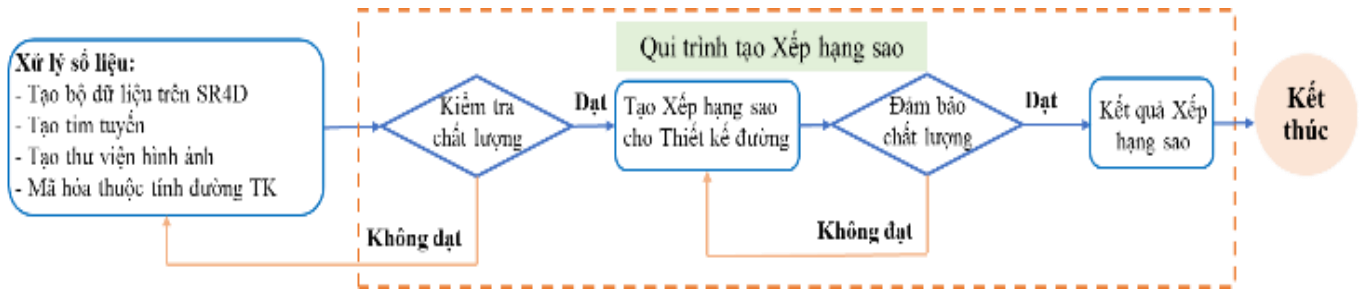 Qui trình tạo Xếp hạng sao
Xử lý số liệu:
- Tạo bộ dữ liệu trên SR4D
- Tạo tim tuyến
- Tạo thư viện hình ảnh
- Mã hóa thuộc tính đường TK
Kiểm tra
chất lượng
Đạt
Không đạt
Tạo Xếp hạng sao
cho Thiết kế đường
Đảm bảo
chất lượng
Đạt
Không đạt
Kết quả Xếp
hạng sao
Kết
thúc